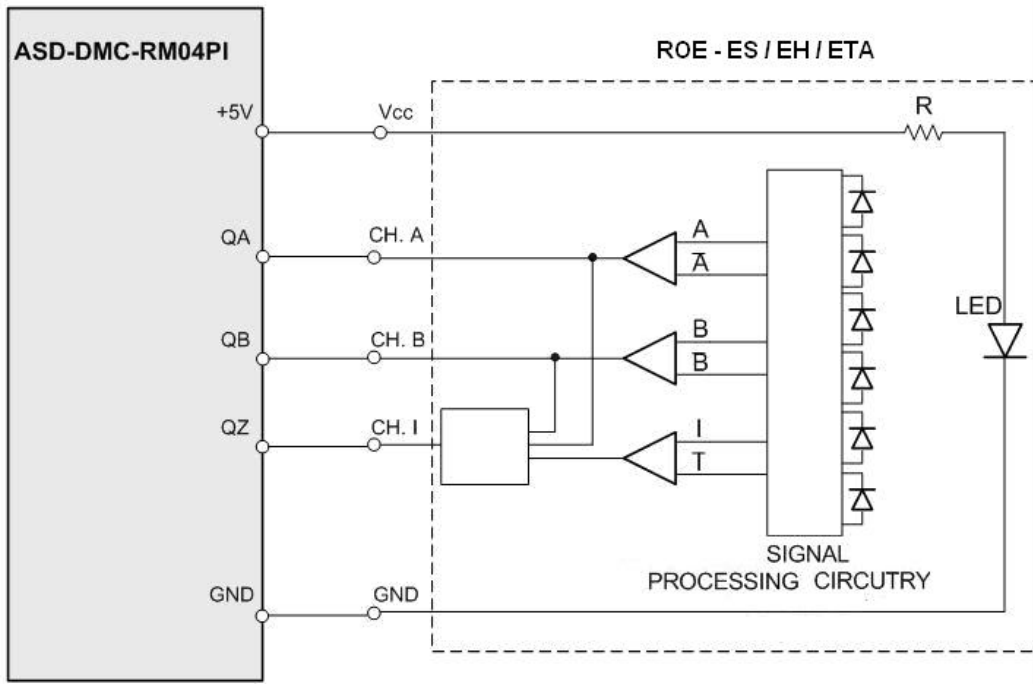 ASD-DMC-RM04PI
ROE - ES / EH / ETA
+5V
Vcc
R
QA
CH. A
A
A̅
QB
CH. B
B
B̅
LED
QZ
CH. I
I
T
SIGNAL
PROCESSING CIRCUTRY
GND
GND